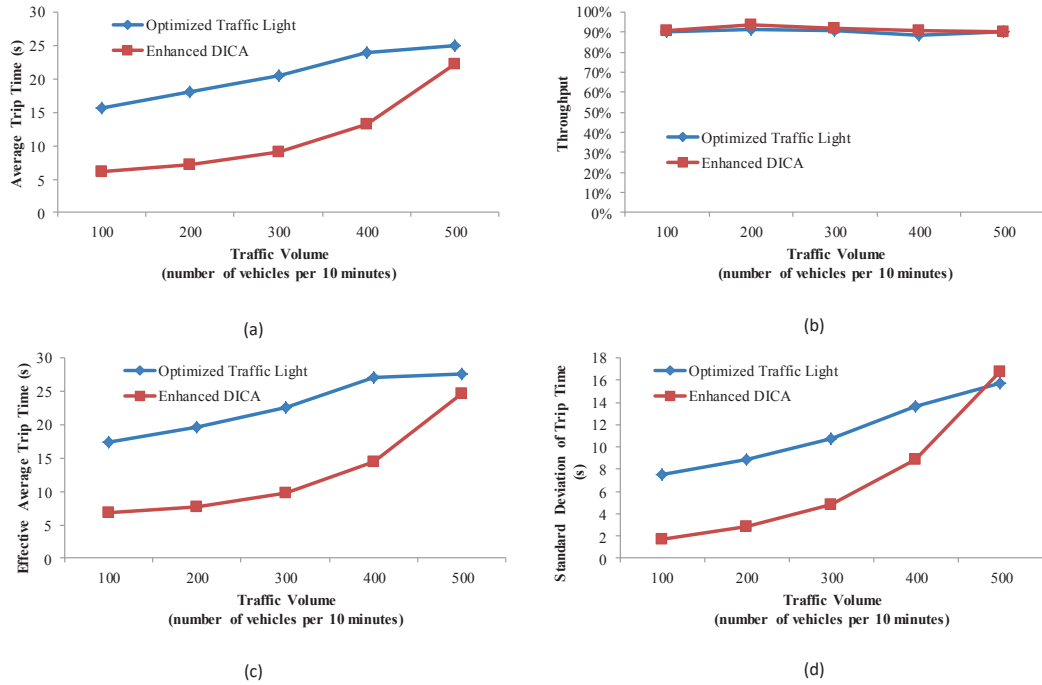 Average Trip Time (s)
30
25
20
15
10
5
0
Optimized Traffic Light
Enhanced DICA
100 200 300 400 500
Traffic Volume
(number of vehicles per 10 minutes)
(a)
Throughput
100%
90%
80%
70%
60%
50%
40%
30%
20%
10%
0%
Optimized Traffic Light
Enhanced DICA
100 200 300 400 500
Traffic Volume
(number of vehicles per 10 minutes)
(b)
Effective Average Trip Time (s)
30
25
20
15
10
5
0
Optimized Traffic Light
Enhanced DICA
100 200 300 400 500
Traffic Volume
(number of vehicles per 10 minutes)
(c)
Standard Deviation of Trip Time
(s)
18
16
14
12
10
8
6
4
2
0
Optimized Traffic Light
Enhanced DICA
100 200 300 400 500
Traffic Volume
(number of vehicles per 10 minutes)
(d)